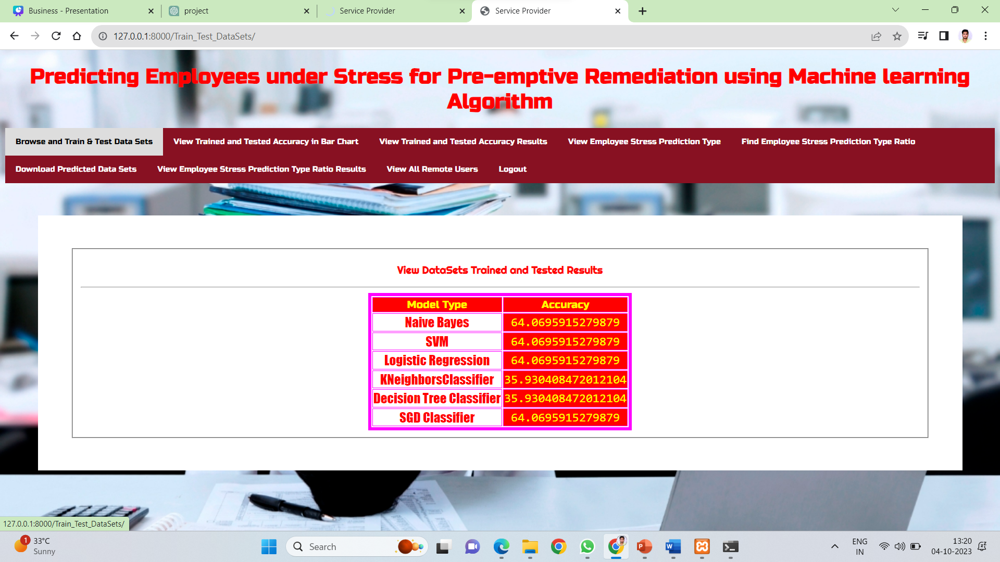 Business - Presentation
project
Service Provider
Service Provider
127.0.0.1:8000/Train_Test_DataSets/
Predicting Employees under Stress for Pre-emptive Remediation using Machine learning
Algorithm
Browse and Train & Test Data Sets
View Trained and Tested Accuracy in Bar Chart
View Trained and Tested Accuracy Results
View Employee Stress Prediction Type
Find Employee Stress Prediction Type Ratio
Download Predicted Data Sets
View Employee Stress Prediction Type Ratio Results
View All Remote Users
Logout
View DataSets Trained and Tested Results
Model Type Accuracy
Naive Bayes 64.0695915279879
SVM 64.0695915279879
Logistic Regression 64.0695915279879
KNeighborsClassifier 35.930408472012104
Decision Tree Classifier 35.930408472012104
SGD Classifier 64.0695915279879
127.0.0.1:8000/Train_Test_DataSets/
1
33°C
Sunny
Search
ENG
IN
13:20
04-10-2023